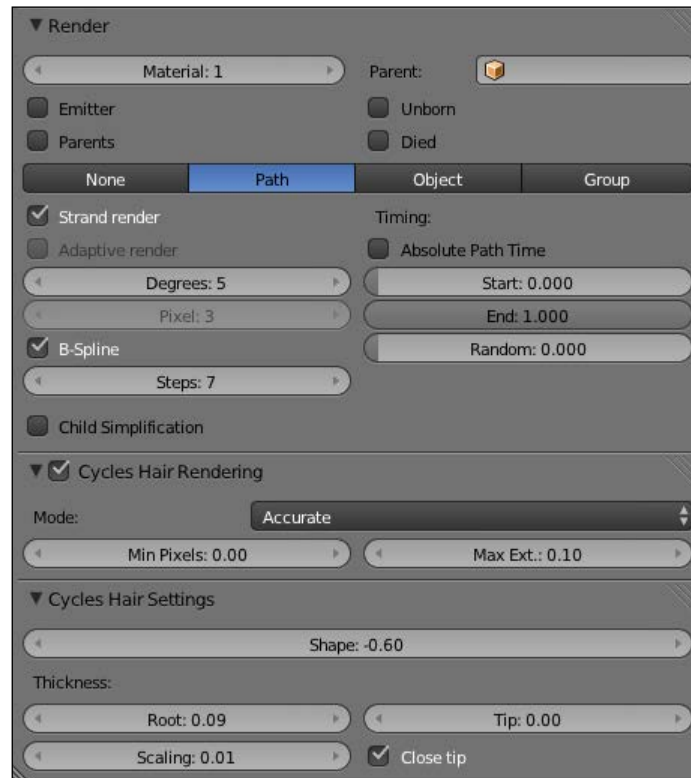 Render
Material: 1
Parent:
Emitter
Unborn
Parents
Died
None
Path
Object
Group
Strand render
Timing:
Adaptive render
Absolute Path Time
Degrees: 5
Start: 0.000
Pixel: 3
End: 1.000
B-Spline
Random: 0.000
Steps: 7
Child Simplification
Cycles Hair Rendering
Mode:
Accurate
Min Pixels: 0.00
Max Ext.: 0.10
Cycles Hair Settings
Shape: -0.60
Thickness:
Root: 0.09
Tip: 0.00
Scaling: 0.01
Close tip